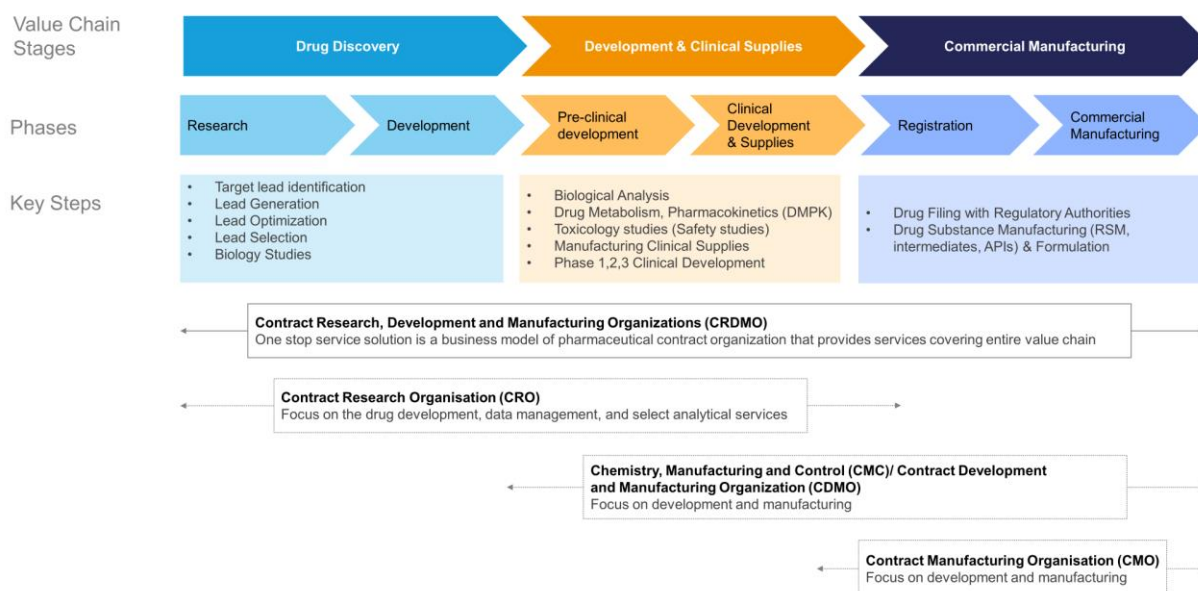 Value Chain
Stages
Drug Discovery
Development & Clinical Supplies
Commercial Manufacturing
Phases
Research
Development
Pre-clinical
development
Clinical
Development
& Supplies
Registration
Commercial
Manufacturing
Key Steps
• Target lead identification
• Lead Generation
• Lead Optimization
• Lead Selection
• Biology Studies
• Biological Analysis
• Drug Metabolism, Pharmacokinetics (DMPK)
• Toxicology studies (Safety studies)
• Manufacturing Clinical Supplies
• Phase 1,2,3 Clinical Development
• Drug Filing with Regulatory Authorities
• Drug Substance Manufacturing (RSM,
intermediates, APIs) & Formulation
Contract Research, Development and Manufacturing Organizations (CRDMO)
One stop service solution is a business model of pharmaceutical contract organization that provides services covering entire value chain
Contract Research Organisation (CRO)
Focus on the drug development, data management, and select analytical services
Chemistry, Manufacturing and Control (CMC)/ Contract Development
and Manufacturing Organization (CDMO)
Focus on development and manufacturing
Contract Manufacturing Organisation (CMO)
Focus on development and manufacturing